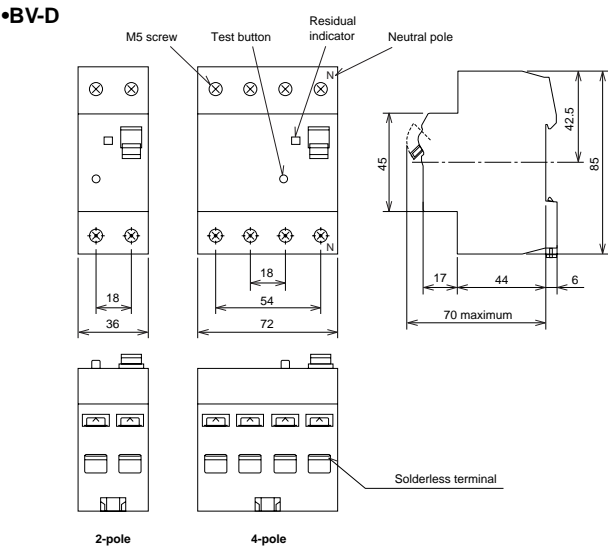 •BV-D
M5 screw
Test button
Residual
indicator
Neutral pole
N
N
18
36
18
54
72
45
42.5
85
17
44
6
70 maximum
Solderless terminal
2-pole
4-pole